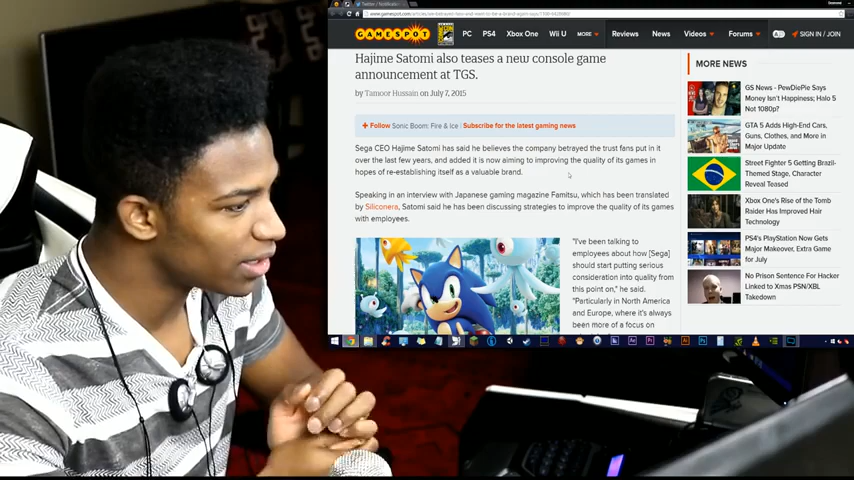 Twitter / Notification
www.gamespot.com/articles/
GAMESPOT
PC PS4 Xbox One Wii U MORE Reviews News Videos Forums SIGN IN / JOIN
Hajime Satomi also teases a new console game
announcement at TGS.
by Tamoor Hussain on July 7, 2015
+ Follow Sonic Boom: Fire & Ice | Subscribe for the latest gaming news
Sega CEO Hajime Satomi has said he believes the company betrayed the trust fans put in it
over the last few years, and added it is now aiming to improving the quality of its games in
hopes of re-establishing itself as a valuable brand.
Speaking in an interview with Japanese gaming magazine Famitsu, which has been translated
by Siliconera, Satomi said he has been discussing strategies to improve the quality of its games
with employees.
"I've been talking to
employees about how [Sega]
should start putting serious
consideration into quality from
this point on," he said.
"Particularly in North America
and Europe, where it's always
been more of a focus on
MORE NEWS
GS News - PewDiePie Says
Money Isn't Happiness; Halo 5
Not 1080p?
GTA 5 Adds High-End Cars,
Guns, Clothes, and More in
Major Update
Street Fighter 5 Getting Brazil-
Themed Stage, Character
Reveal Teased
Xbox One's Rise of the Tomb
Raider Has Improved Hair
Technology
PS4's PlayStation Now Gets
Major Makeover, Extra Game
for July
No Prison Sentence For Hacker
Linked to Xmas PSN/XBL
Takedown